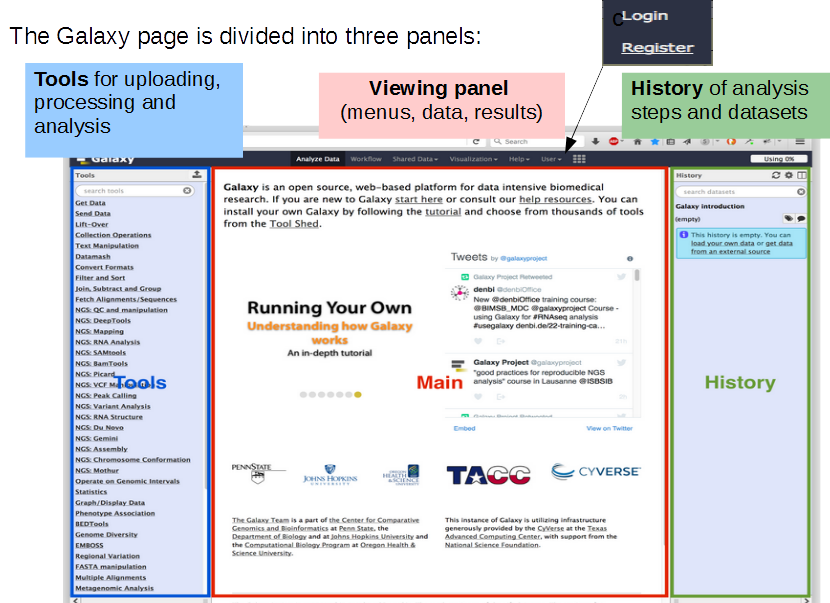 Login
Register
The Galaxy page is divided into three panels:
Tools for uploading,
processing and
analysis
Viewing panel
(menus, data, results)
History of analysis
steps and datasets
Search
Galaxy
Analyze Data Workflow Shared Data Visualization Help User
Using 0%
Tools
search tools
Get Data
Send Data
Lift-Over
Collection Operations
Text Manipulation
Datamash
Convert Formats
Filter and Sort
Join, Subtract and Group
Fetch Alignments/Sequences
NGS: QC and manipulation
NGS: DeepTools
NGS: Mapping
NGS: RNA Analysis
NGS: SAMtools
NGS: BamTools
NGS: Picard
NGS: VCF
Tools
NGS: Peak Calling
NGS: Variant Analysis
NGS: RNA Structure
NGS: Du Novo
NGS: Gemini
NGS: Assembly
NGS: Chromosome Conformation
NGS: Mothur
Operate on Genomic Intervals
Statistics
Graph/Display Data
Phenotype Association
BEDTools
Genome Diversity
EMBOSS
Regional Variation
FASTA manipulation
Multiple Alignments
Metagenomic Analysis
Galaxy is an open source, web-based platform for data intensive biomedical
research. If you are new to Galaxy start here or consult our help resources. You can
install your own Galaxy by following the tutorial and choose from thousands of tools
from the Tool Shed.
Running Your Own
Understanding how Galaxy
works
An in-depth tutorial
Tweets by @galaxyproject
Galaxy Project Retweeted
denbi @denbiOffice
New @denbiOffice training course:
@BIMSB_MDC @galaxyproject Course -
using Galaxy for #RNAseq analysis
#usegalaxy denbi.de/22-training-ca...
Galaxy Project @galaxyproject
"good practices for reproducible NGS
analysis" course in Lausanne @ISBSIB
Galaxy Project Retweeted
Embed View on Twitter
Main
PENNSTATE
JOHNS HOPKINS
UNIVERSITY
OREGON
HEALTH
& SCIENCE
UNIVERSITY
TACC
CYVERSE
The Galaxy Team is a part of the Center for Comparative
Genomics and Bioinformatics at Penn State, the
Department of Biology and at Johns Hopkins University and
the Computational Biology Program at Oregon Health &
Science University.
This instance of Galaxy is utilizing infrastructure
generously provided by the CyVerse at the Texas
Advanced Computing Center, with support from the
National Science Foundation.
History
search datasets
Galaxy Introduction
(empty)
This history is empty. You can
load your own data or get data
from an external source
History